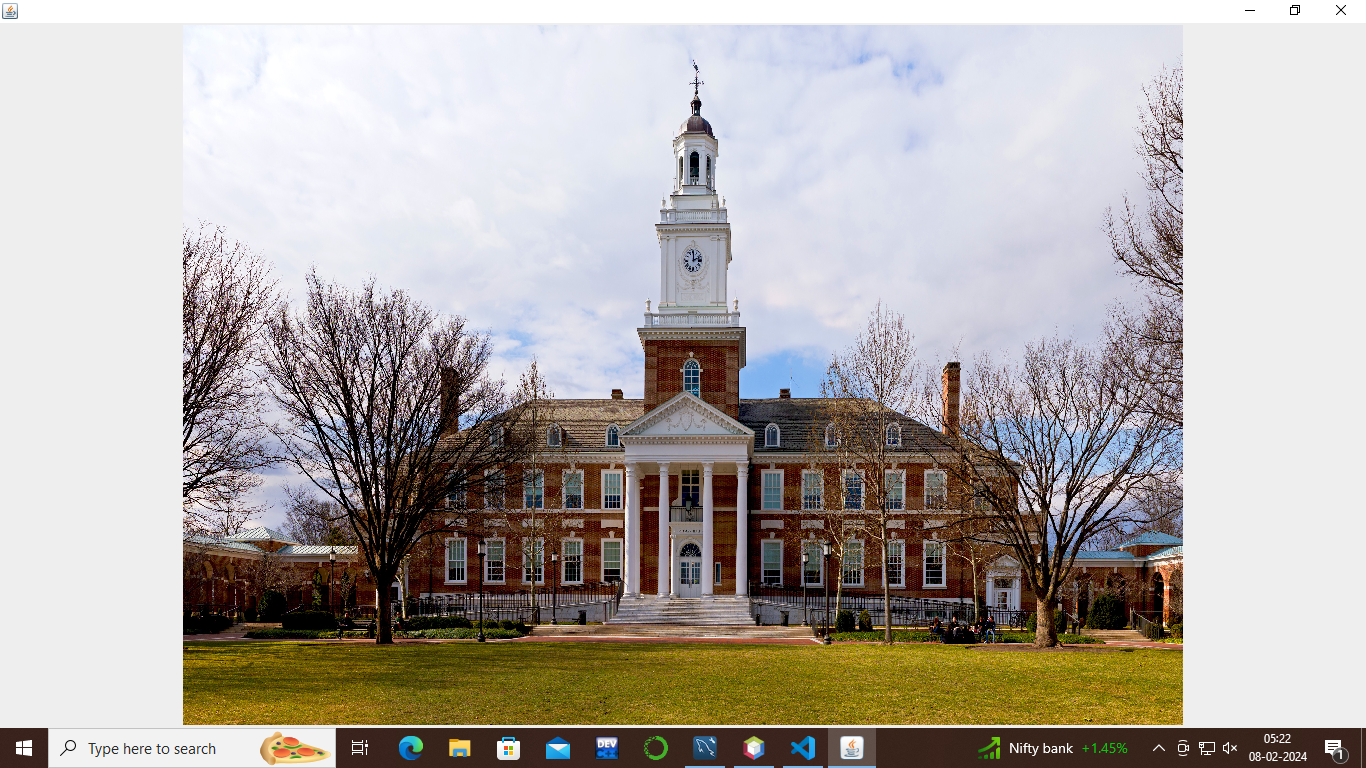 Type here to search
DEV
Nifty bank +1.45%
05:22
08-02-2024
1